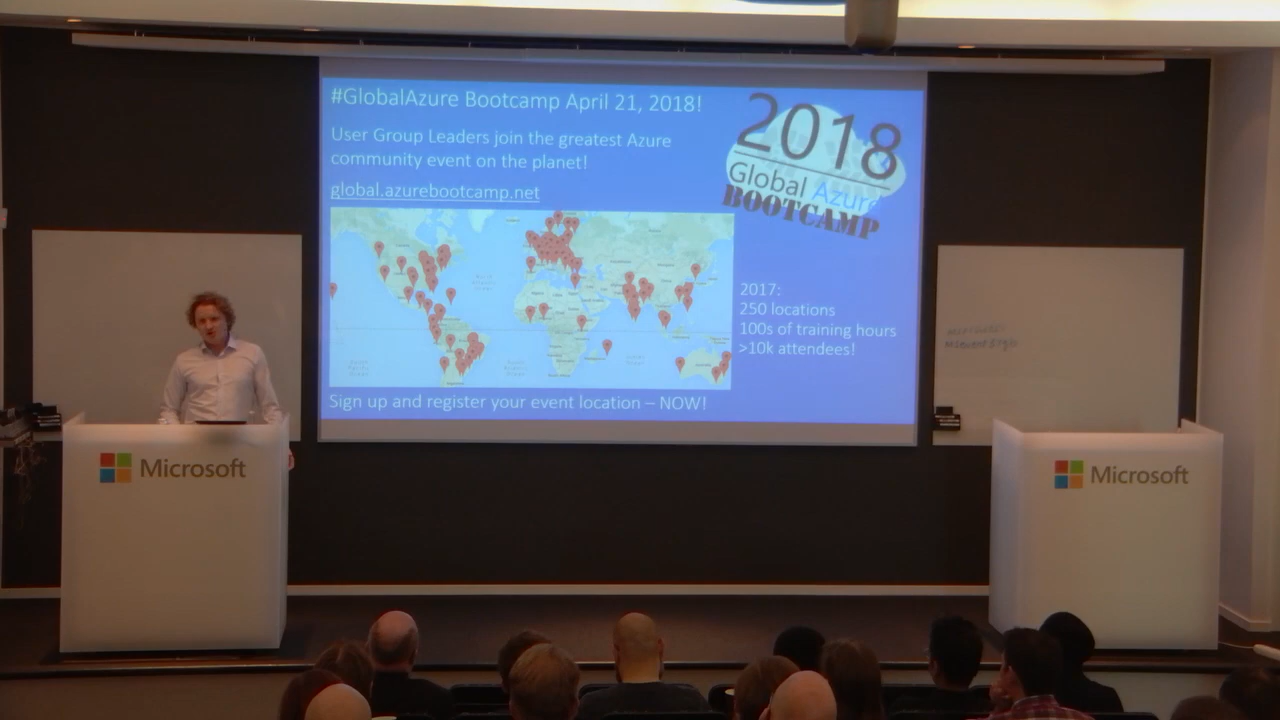 #GlobalAzure Bootcamp April 21, 2018!
User Group Leaders join the greatest Azure
community event on the planet!
global.azurebootcamp.net
2018
Global Azure
BOOTCAMP
2017:
250 locations
100s of training hours
>10k attendees!
Sign up and register your event location – NOW!
Microsoft
Microsoft